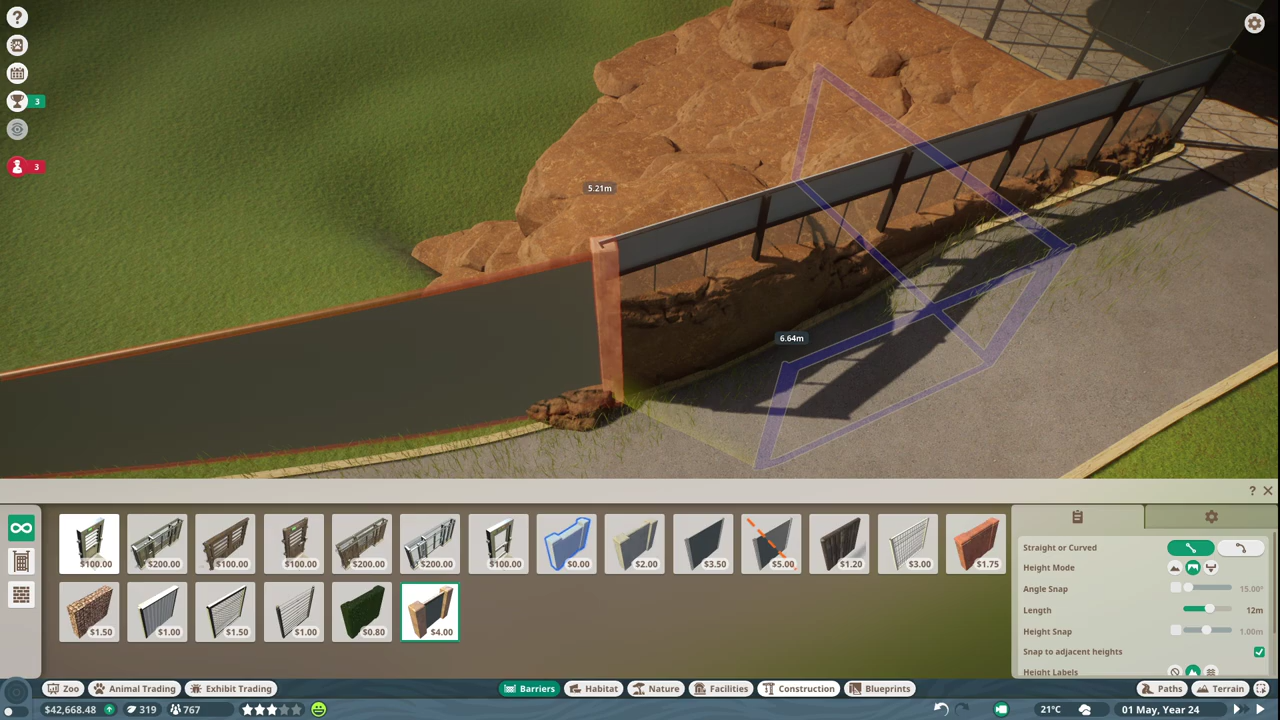 ?
3
3
5.21m
6.64m
?
$100.00
$200.00
$100.00
$100.00
$200.00
$200.00
$100.00
$0.00
$2.00
$3.50
$5.00
$1.20
$3.00
$1.75
$1.50
$1.00
$1.50
$1.00
$0.80
$4.00
Straight or Curved
Height Mode
Angle Snap 15.00°
Length 12m
Height Snap 1.00m
Snap to adjacent heights
Height Labels
Zoo Animal Trading Exhibit Trading Barriers Habitat Nature Facilities Construction Blueprints Paths Terrain
$42,668.48 319 767 21°C 01 May, Year 24